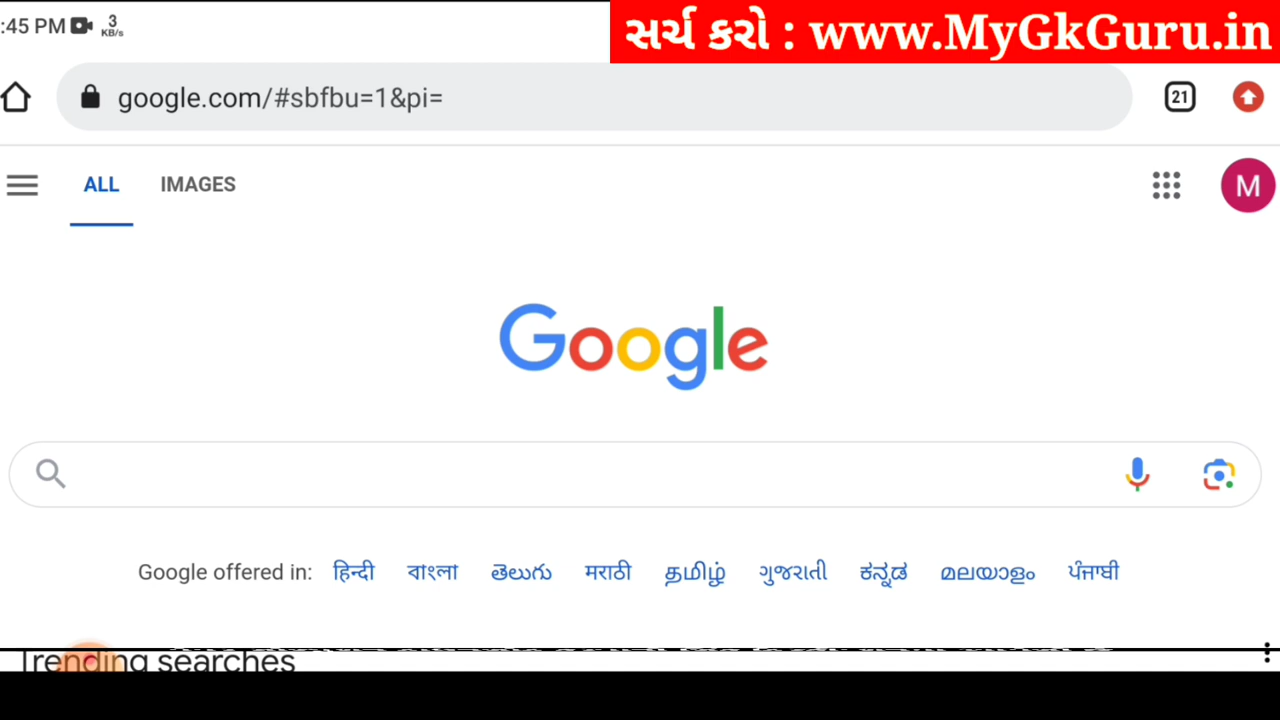 :45 PM 3 KB/s
સર્ચ કરો : www.MyGkGuru.in
google.com/#sbfbu=1&pi=
21
ALL IMAGES
M
Google
Google offered in: हिन्दी বাংলা తెలుగు मराठी தமிழ் ગુજરાતી ಕನ್ನಡ മലയാളം ਪੰਜਾਬੀ
Trending searches